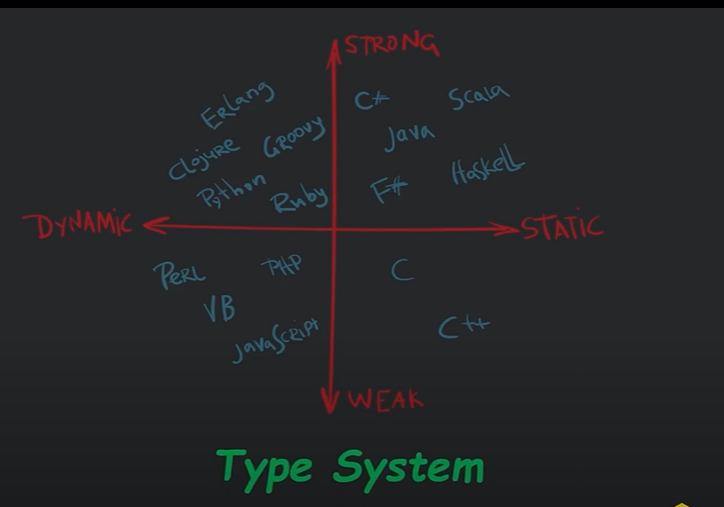 STRONG
ERlang
C#
Scala
Clojure
GROOVY
Java
Python
Ruby
F#
Haskell
DYNAMIC
STATIC
PERL
PHP
C
VB
JavaScript
C++
WEAK
Type System